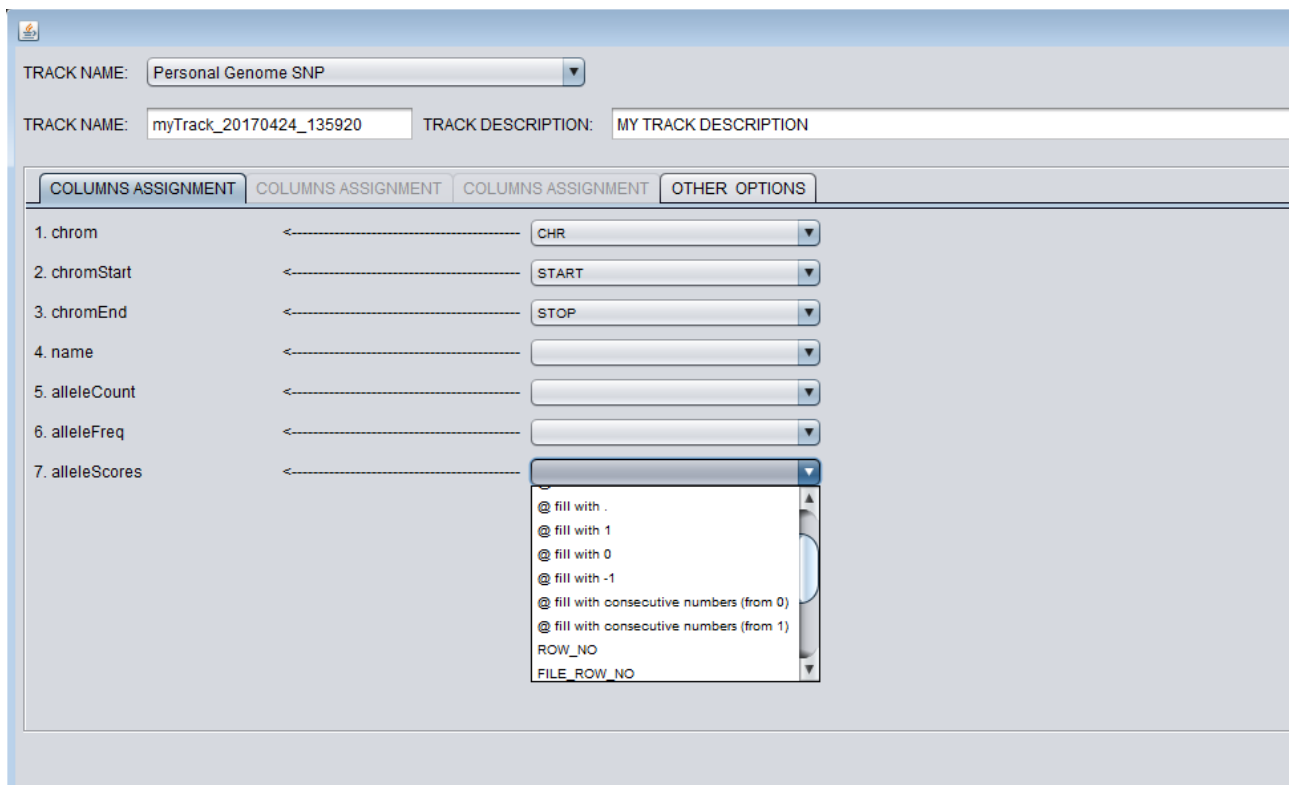 TRACK NAME: Personal Genome SNP
TRACK NAME: myTrack_20170424_135920 TRACK DESCRIPTION: MY TRACK DESCRIPTION
COLUMNS ASSIGNMENT COLUMNS ASSIGNMENT COLUMNS ASSIGNMENT OTHER OPTIONS
1. chrom <-------------------------------------------- CHR
2. chromStart <-------------------------------------------- START
3. chromEnd <-------------------------------------------- STOP
4. name <--------------------------------------------
5. alleleCount <--------------------------------------------
6. alleleFreq <--------------------------------------------
7. alleleScores <--------------------------------------------
@ fill with .
@ fill with 1
@ fill with 0
@ fill with -1
@ fill with consecutive numbers (from 0)
@ fill with consecutive numbers (from 1)
ROW_NO
FILE_ROW_NO